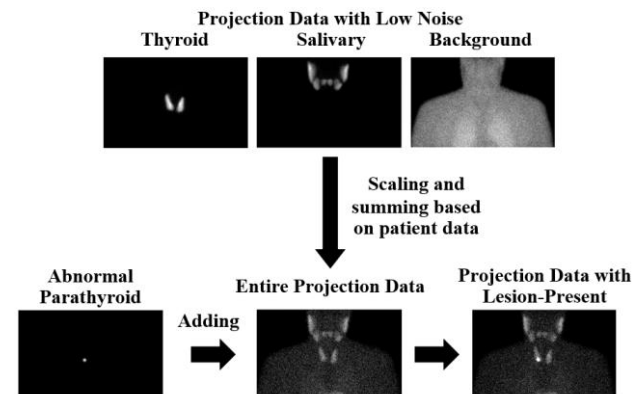 Projection Data with Low Noise
Thyroid
Salivary
Background
Scaling and
summing based
on patient data
Abnormal
Parathyroid
Adding
Entire Projection Data
Projection Data with
Lesion-Present